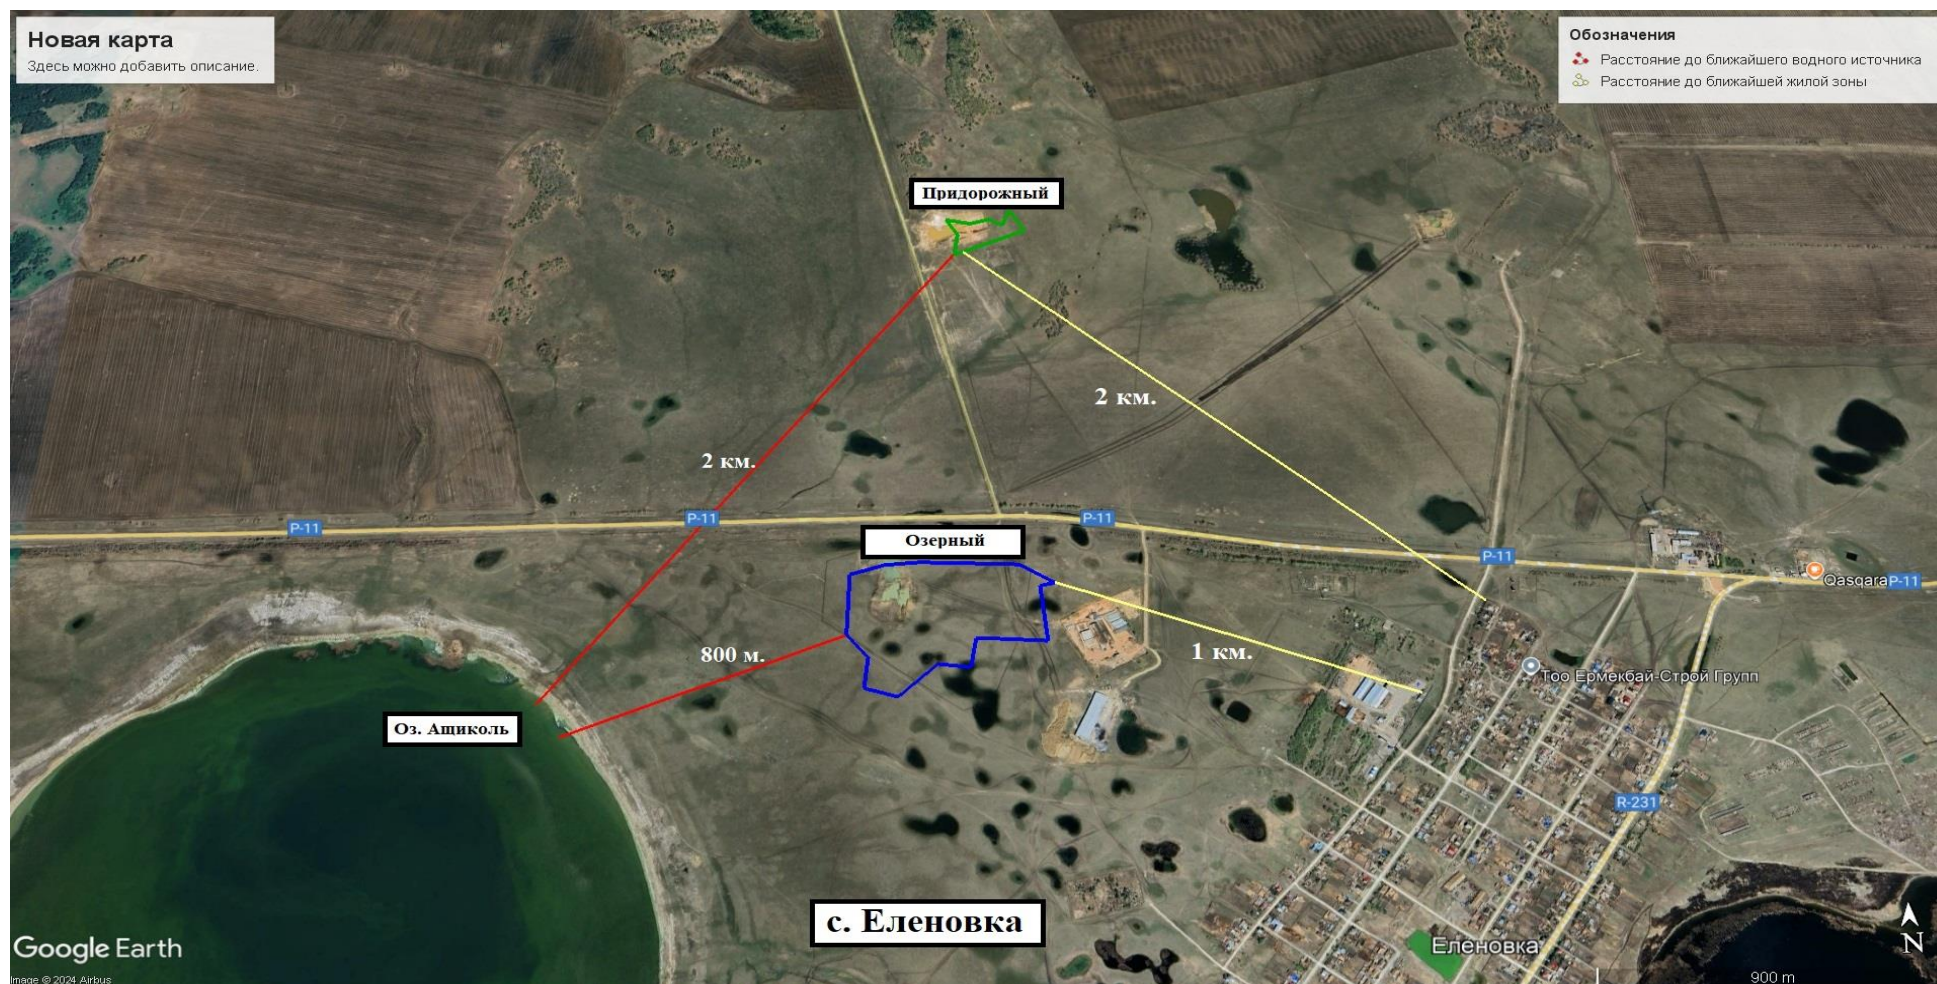 Новая карта
Здесь можно добавить описание.
Обозначения
Расстояние до ближайшего водного источника
Расстояние до ближайшей жилой зоны
Придорожный
2 км.
2 км.
P-11
P-11
P-11
P-11
Озерный
Qasqara
P-11
800 м.
1 км.
Тоо Ермекбай-Строй Групп
Оз. Ащиколь
R-231
с. Еленовка
Еленовка
Google Earth
N
Image © 2024 Airbus
900 m